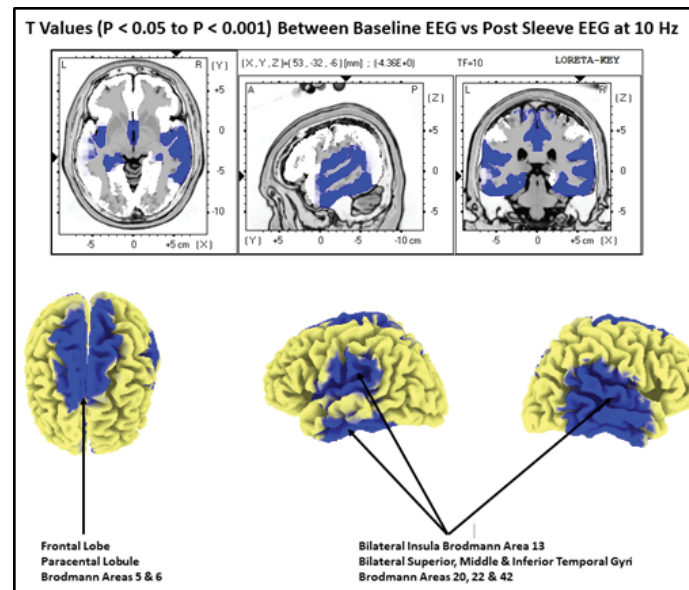 T Values (P < 0.05 to P < 0.001) Between Baseline EEG vs Post Sleeve EEG at 10 Hz
(X,Y,Z)=(53,-32,-6)[mm] ; (-4.36E+0) TF=10 LORETA-KEY
L R (Y) A P (Z) L R (Z)
+5 +5 +5
0
0 0
-5
-5 -5
-10
-5 0 +5 cm (X) (Y) 0 -5 -10 cm -5 0 +5 cm (X)
Frontal Lobe
Paracental Lobule
Brodmann Areas 5 & 6
Bilateral Insula Brodmann Area 13
Bilateral Superior, Middle & Inferior Temporal Gyri
Brodmann Areas 20, 22 & 42